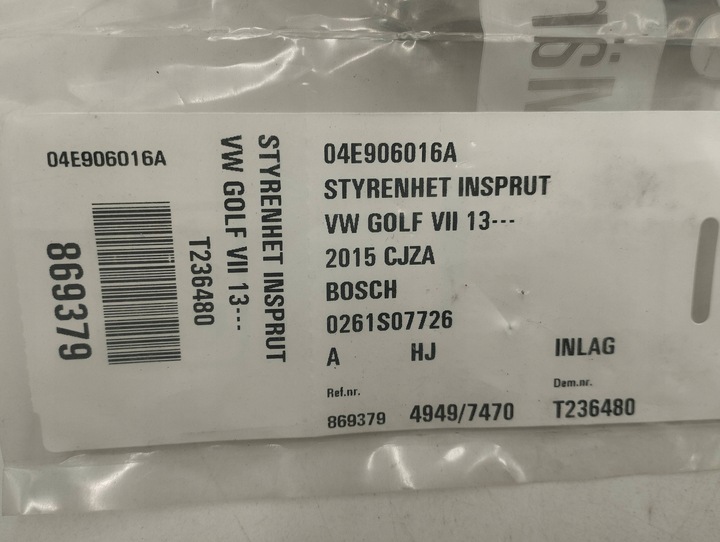 04E906016A
869379
T236480
VW GOLF VII 13---
STYRENHET INSPRUT
04E906016A
STYRENHET INSPRUT
VW GOLF VII 13---
2015 CJZA
BOSCH
0261S07726
A HJ INLAG
Ref.nr. Dem.nr.
869379 4949/7470 T236480